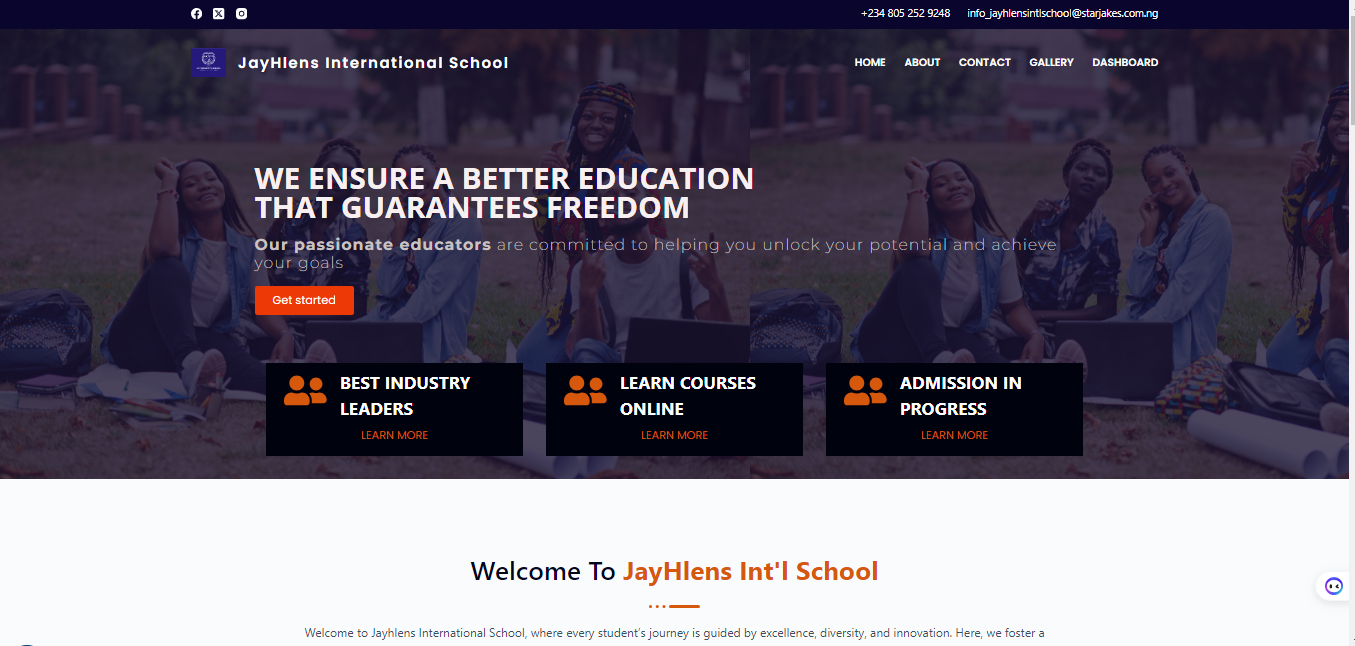 +234 805 252 9248 info_jayhlensintlschool@starjakes.com.ng
JayHlens International School
HOME ABOUT CONTACT GALLERY DASHBOARD
WE ENSURE A BETTER EDUCATION
THAT GUARANTEES FREEDOM
Our passionate educators are committed to helping you unlock your potential and achieve
your goals
Get started
BEST INDUSTRY
LEADERS
LEARN MORE
LEARN COURSES
ONLINE
LEARN MORE
ADMISSION IN
PROGRESS
LEARN MORE
Welcome To JayHlens Int'l School
Welcome to Jayhlens International School, where every student’s journey is guided by excellence, diversity, and innovation. Here, we foster a